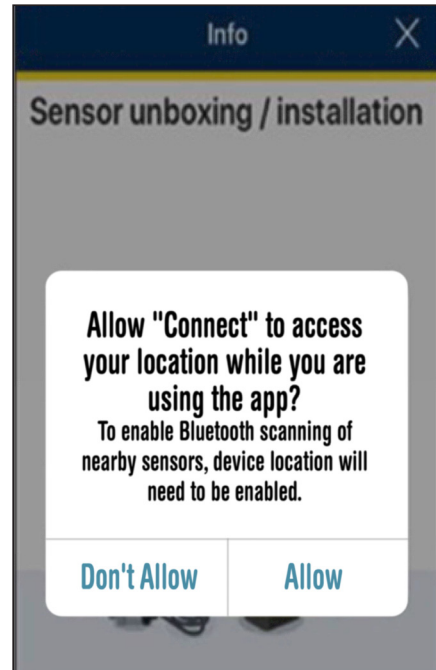 Info X
Sensor unboxing / installation
Allow "Connect" to access
your location while you are
using the app?
To enable Bluetooth scanning of
nearby sensors, device location will
need to be enabled.
Don't Allow Allow